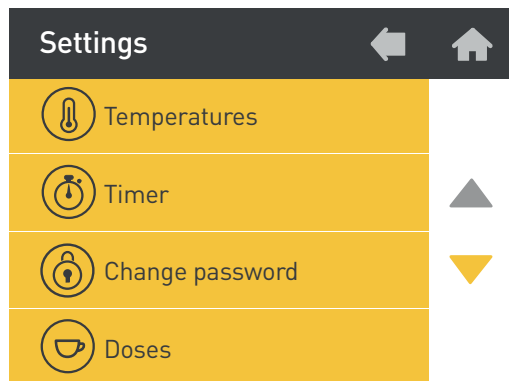 Settings
Temperatures
Timer
Change password
Doses